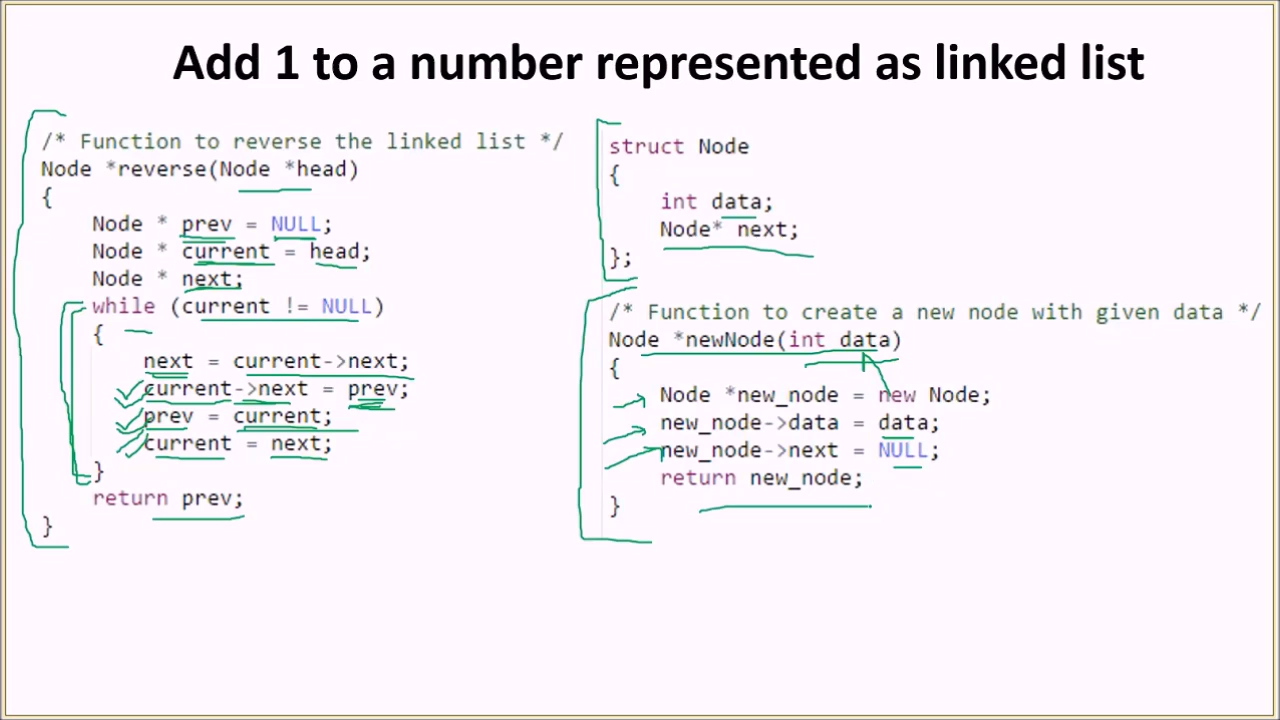 Add 1 to a number represented as linked list
/* Function to reverse the linked list */
Node *reverse(Node *head)
{
Node * prev = NULL;
Node * current = head;
Node * next;
while (current != NULL)
{
next = current->next;
current->next = prev;
prev = current;
current = next;
}
return prev;
}
struct Node
{
int data;
Node* next;
};
/* Function to create a new node with given data */
Node *newNode(int data)
{
Node *new_node = new Node;
new_node->data = data;
new_node->next = NULL;
return new_node;
}